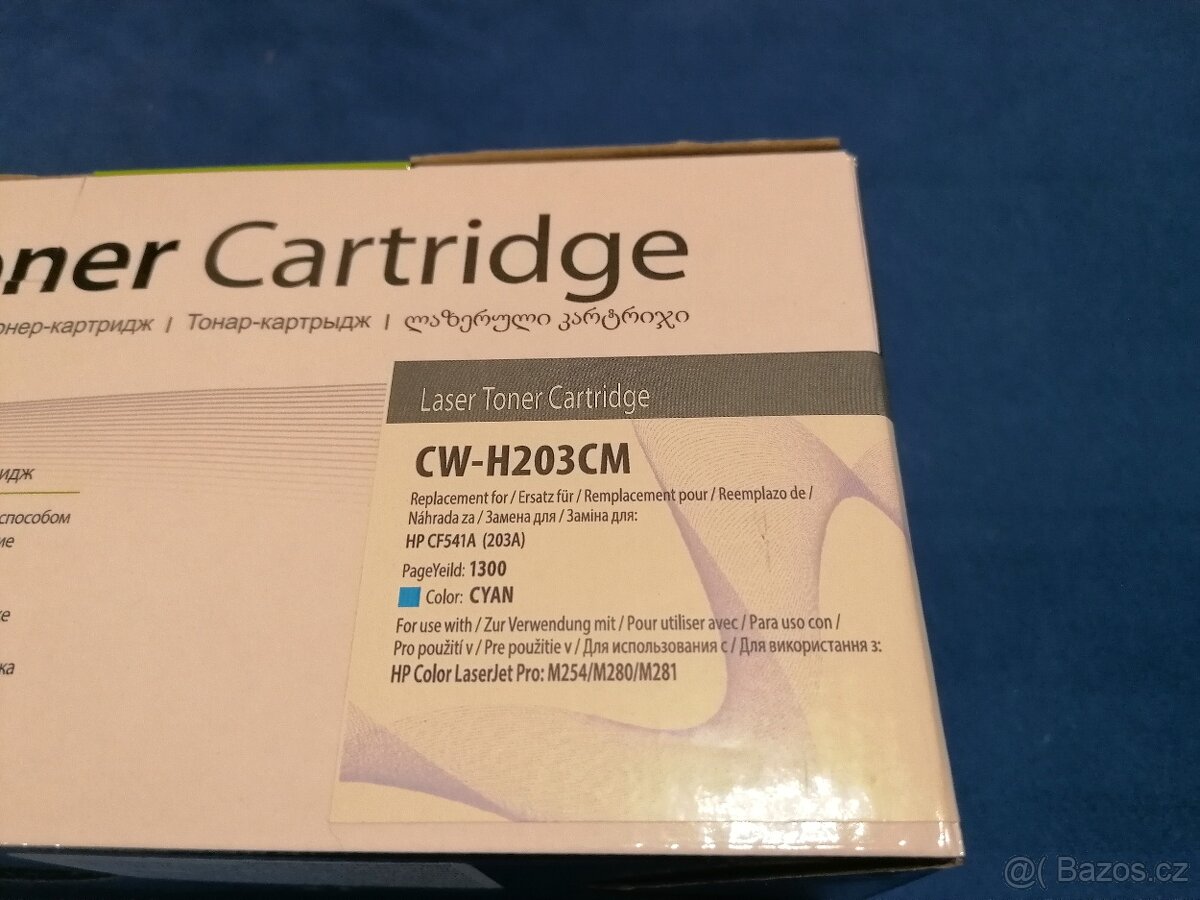 ner Cartridge
онер-картридж | Тонар-картрыдж | ლაზერული კარტრიჯი
Laser Toner Cartridge
CW-H203CM
Replacement for / Ersatz für / Remplacement pour / Reemplazo de /
Náhrada za / Замена для / Заміна для:
HP CF541A (203A)
PageYeild: 1300
Color: CYAN
For use with / Zur Verwendung mit / Pour utiliser avec / Para uso con /
Pro použití v / Pre použitie v / Для использования с / Для використання з:
HP Color LaserJet Pro: M254/M280/M281
идж
способом
ие
ке
ка
@( Bazos.cz